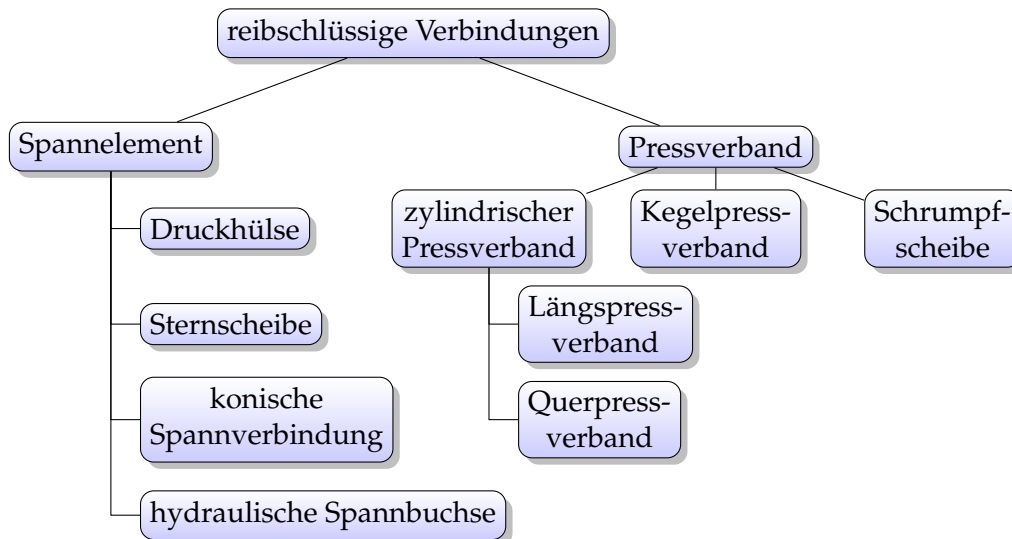 reibschlüssige Verbindungen
Spannelement
Pressverband
Druckhülse
Sternscheibe
konische
Spannverbindung
hydraulische Spannbuchse
zylindrischer
Pressverband
Kegelpress-
verband
Schrumpf-
scheibe
Längspress-
verband
Querpress-
verband